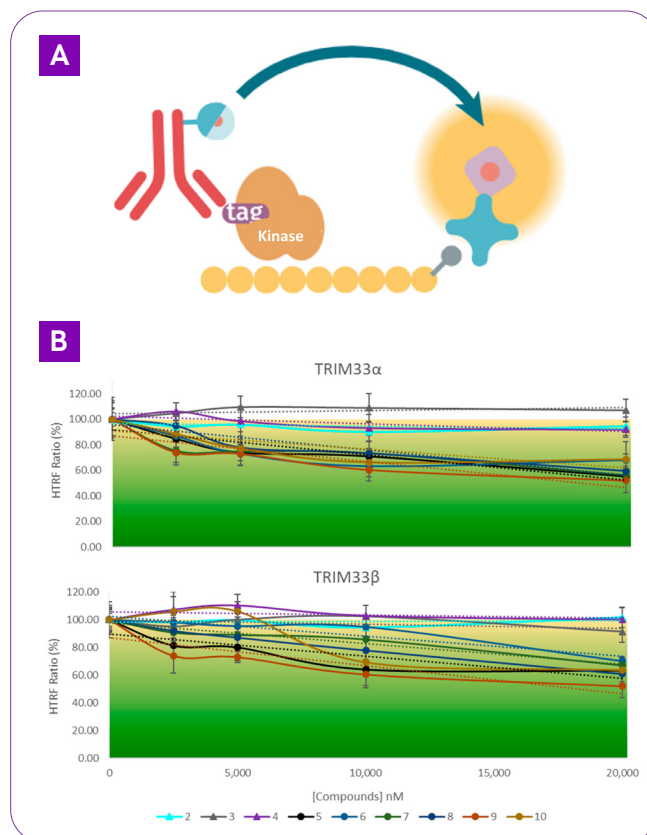 A
tag
Kinase
B
TRIM33α
HTRF Ratio (%)
120.00
100.00
80.00
60.00
40.00
20.00
0.00
TRIM33β
HTRF Ratio (%)
120.00
100.00
80.00
60.00
40.00
20.00
0.00
0 5,000 10,000 15,000 20,000
[Compounds] nM
2 3 4 5 6 7 8 9 10